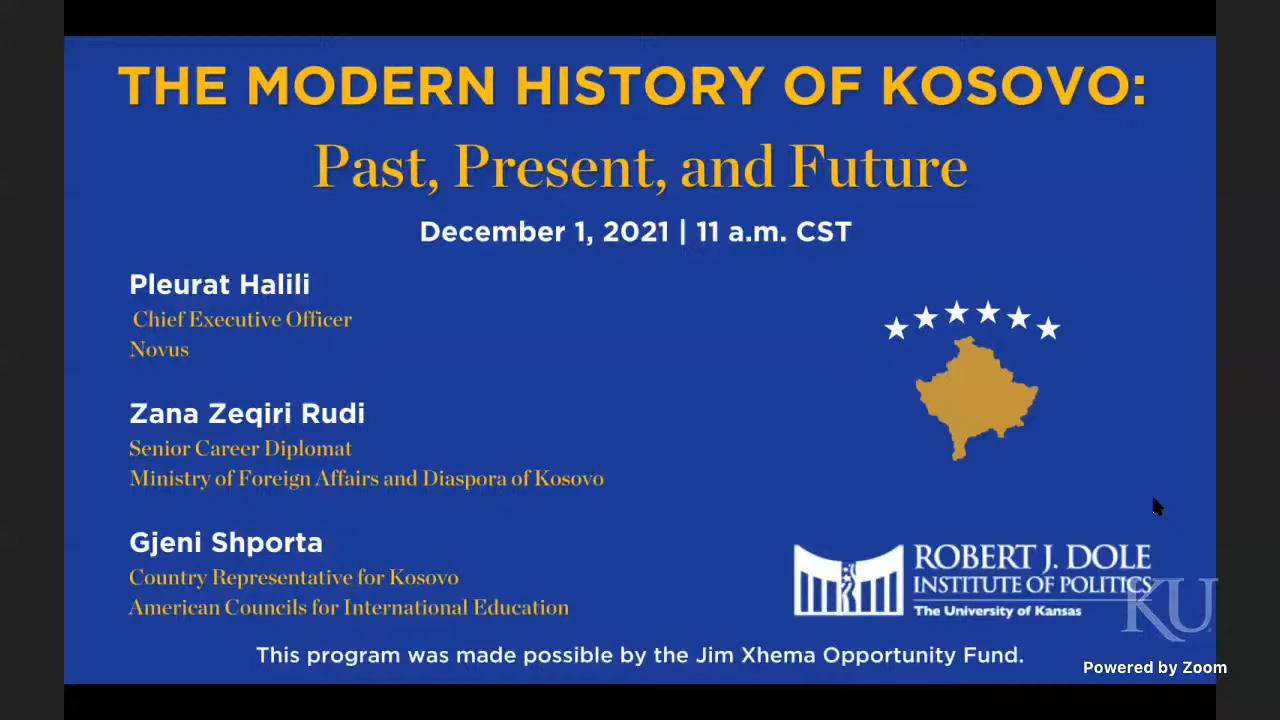 THE MODERN HISTORY OF KOSOVO:
Past, Present, and Future
December 1, 2021 | 11 a.m. CST
Pleurat Halili
Chief Executive Officer
Novus
Zana Zeqiri Rudi
Senior Career Diplomat
Ministry of Foreign Affairs and Diaspora of Kosovo
Gjeni Shporta
Country Representative for Kosovo
American Councils for International Education
ROBERT J. DOLE
INSTITUTE OF POLITICS
The University of Kansas
KU
This program was made possible by the Jim Xhema Opportunity Fund.
Powered by Zoom